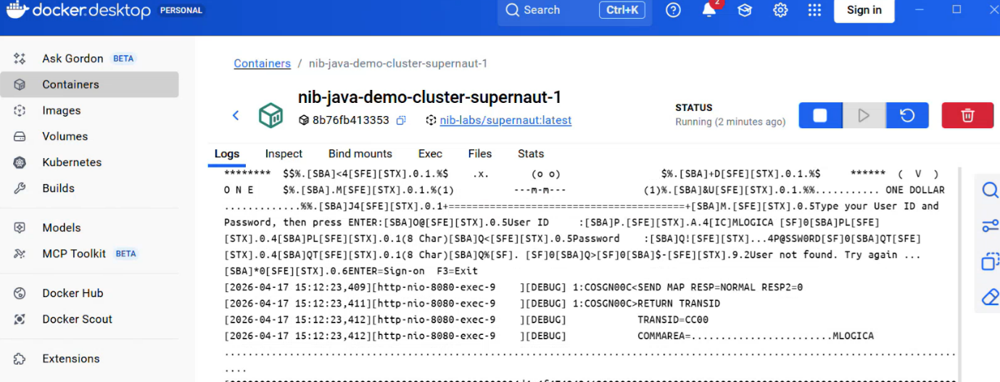 docker.desktop PERSONAL
Search Ctrl+K
2
Sign in
Ask Gordon BETA
Containers
Images
Volumes
Kubernetes
Builds
Models
MCP Toolkit BETA
Docker Hub
Docker Scout
Extensions
Containers / nib-java-demo-cluster-supernaut-1
nib-java-demo-cluster-supernaut-1
8b76fb413353 nib-labs/supernaut:latest
STATUS
Running (2 minutes ago)
Logs Inspect Bind mounts Exec Files Stats
******** $$%.[SBA]<4[SFE][STX].0.1.%$ .x. (o o) $%.[SBA]+D[SFE][STX].0.1.%$ ****** ( V )
O N E $%.[SBA].M[SFE][STX].0.1.%(1) ---m-m--- (1)%.[SBA]&U[SFE][STX].0.1.%%........... ONE DOLLAR
.............%%.[SBA]J4[SFE][STX].0.1+========================================+[SBA]M.[SFE][STX].0.5Type your User ID and
Password, then press ENTER:[SBA]O@[SFE][STX].0.5User ID :[SBA]P.[SFE][STX].A.4[IC]MLOGICA [SF]0[SBA]PL[SFE]
[STX].0.4[SBA]PL[SFE][STX].0.1(8 Char)[SBA]Q<[SFE][STX].0.5Password :[SBA]Q![SFE][STX]...4P@SSW0RD[SF]0[SBA]QT[SFE]
[STX].0.4[SBA]QT[SFE][STX].0.1(8 Char)[SBA]Q%[SF]. [SF]0[SBA]Q>[SF]0[SBA]$-[SFE][STX].9.2User not found. Try again ...
[SBA]*0[SFE][STX].0.6ENTER=Sign-on F3=Exit
[2026-04-17 15:12:23,409][http-nio-8080-exec-9 ][DEBUG] 1:COSGN00C<SEND MAP RESP=NORMAL RESP2=0
[2026-04-17 15:12:23,411][http-nio-8080-exec-9 ][DEBUG] 1:COSGN00C>RETURN TRANSID
[2026-04-17 15:12:23,412][http-nio-8080-exec-9 ][DEBUG] TRANSID=CC00
[2026-04-17 15:12:23,412][http-nio-8080-exec-9 ][DEBUG] COMMAREA=........................MLOGICA
............................................................................................................................
....